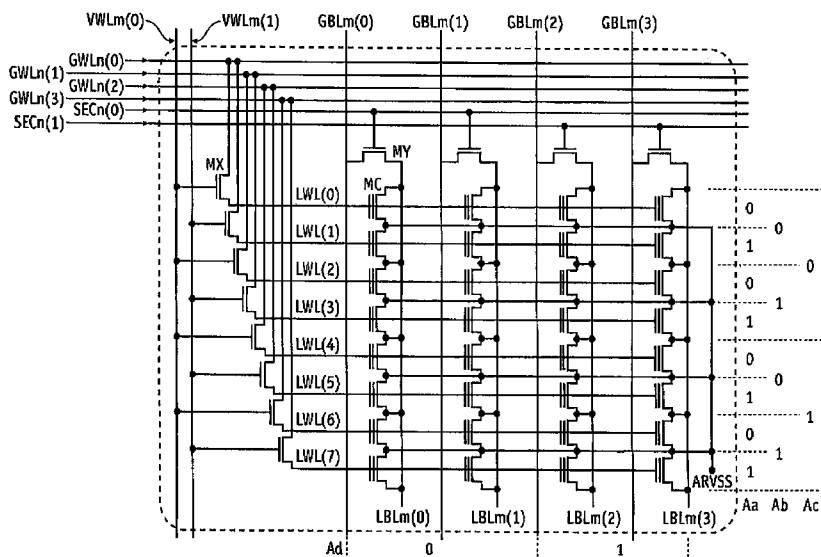 VWLm(0) VWLm(1) GBLm(0) GBLm(1) GBLm(2) GBLm(3)
GWLn(0)
GWLn(1)
GWLn(2)
GWLn(3)
SECn(0)
SECn(1)
MY
MX MC
LWL(0) 0
0
LWL(1) 1
0
LWL(2) 0
1
LWL(3) 1
LWL(4) 0
0
LWL(5) 1
1
LWL(6) 0
1
LWL(7) 1
ARVSS
Aa Ab Ac
LBLm(0) LBLm(1) LBLm(2) LBLm(3)
Ad 0 1